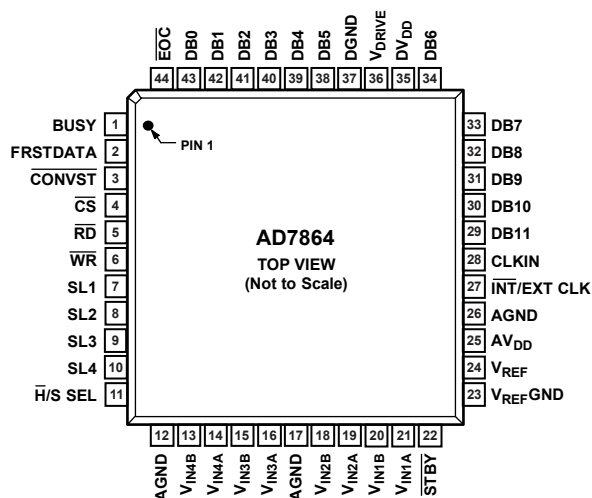 EOC DB0 DB1 DB2 DB3 DB4 DB5 DGND VDRIVE DVDD DB6
44 43 42 41 40 39 38 37 36 35 34
BUSY 1
FRSTDATA 2
CONVST 3
CS 4
RD 5
WR 6
SL1 7
SL2 8
SL3 9
SL4 10
H/S SEL 11
PIN 1
AD7864
TOP VIEW
(Not to Scale)
33 DB7
32 DB8
31 DB9
30 DB10
29 DB11
28 CLKIN
27 INT/EXT CLK
26 AGND
25 AVDD
24 VREF
23 VREFGND
12 13 14 15 16 17 18 19 20 21 22
AGND VIN4B VIN4A VIN3B VIN3A AGND VIN2B VIN2A VIN1B VIN1A STBY